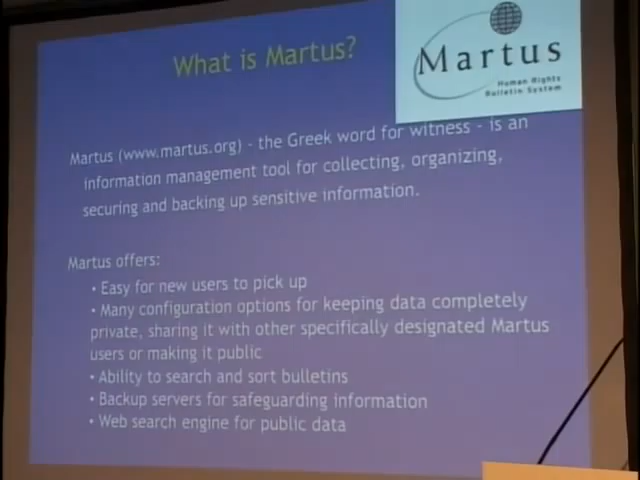 What is Martus?
Martus
Human Rights
Bulletin System
Martus (www.martus.org) - the Greek word for witness - is an
information management tool for collecting, organizing,
securing and backing up sensitive information.
Martus offers:
• Easy for new users to pick up
• Many configuration options for keeping data completely
private, sharing it with other specifically designated Martus
users or making it public
• Ability to search and sort bulletins
• Backup servers for safeguarding information
• Web search engine for public data